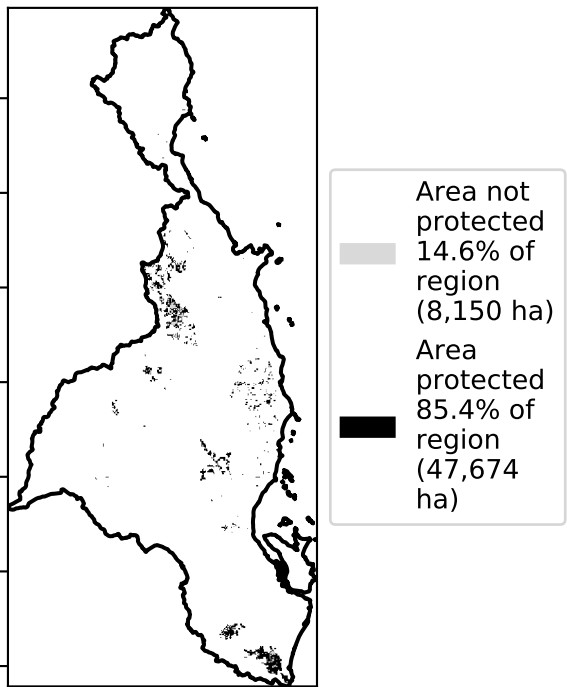 Area not
protected
14.6% of
region
(8,150 ha)
Area
protected
85.4% of
region
(47,674
ha)